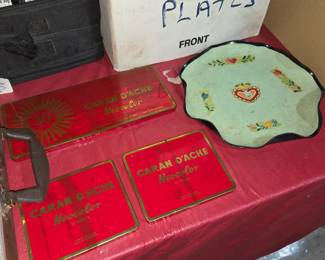 PLATES
FRONT
CARAN D'ACHE
Neocolor
CARAN D'ACHE
Neocolor
CARAN D'ACHE
Neocolor